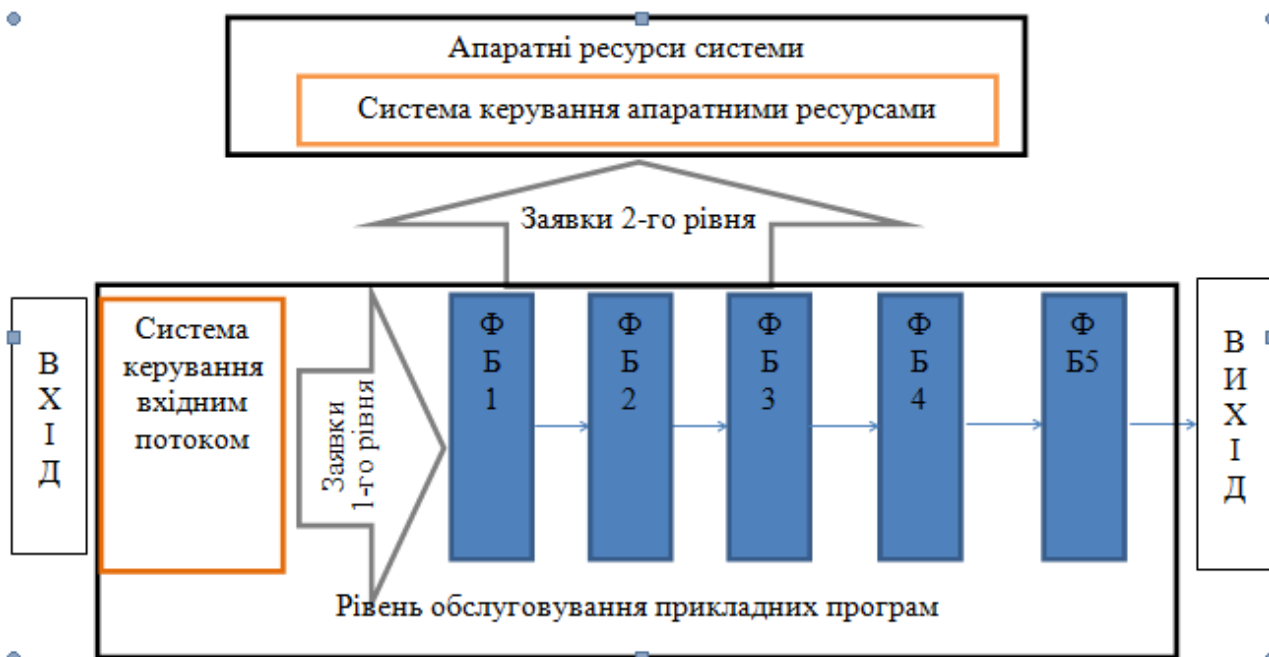 Апаратні ресурси системи
Система керування апаратними ресурсами
Заявки 2-го рівня
В
Х
І
Д
Система
керування
вхідним
потоком
Заявки
1-го рівня
Ф
Б
1
Ф
Б
2
Ф
Б
3
Ф
Б
4
Ф
Б5
В
И
Х
І
Д
Рівень обслуговування прикладних програм